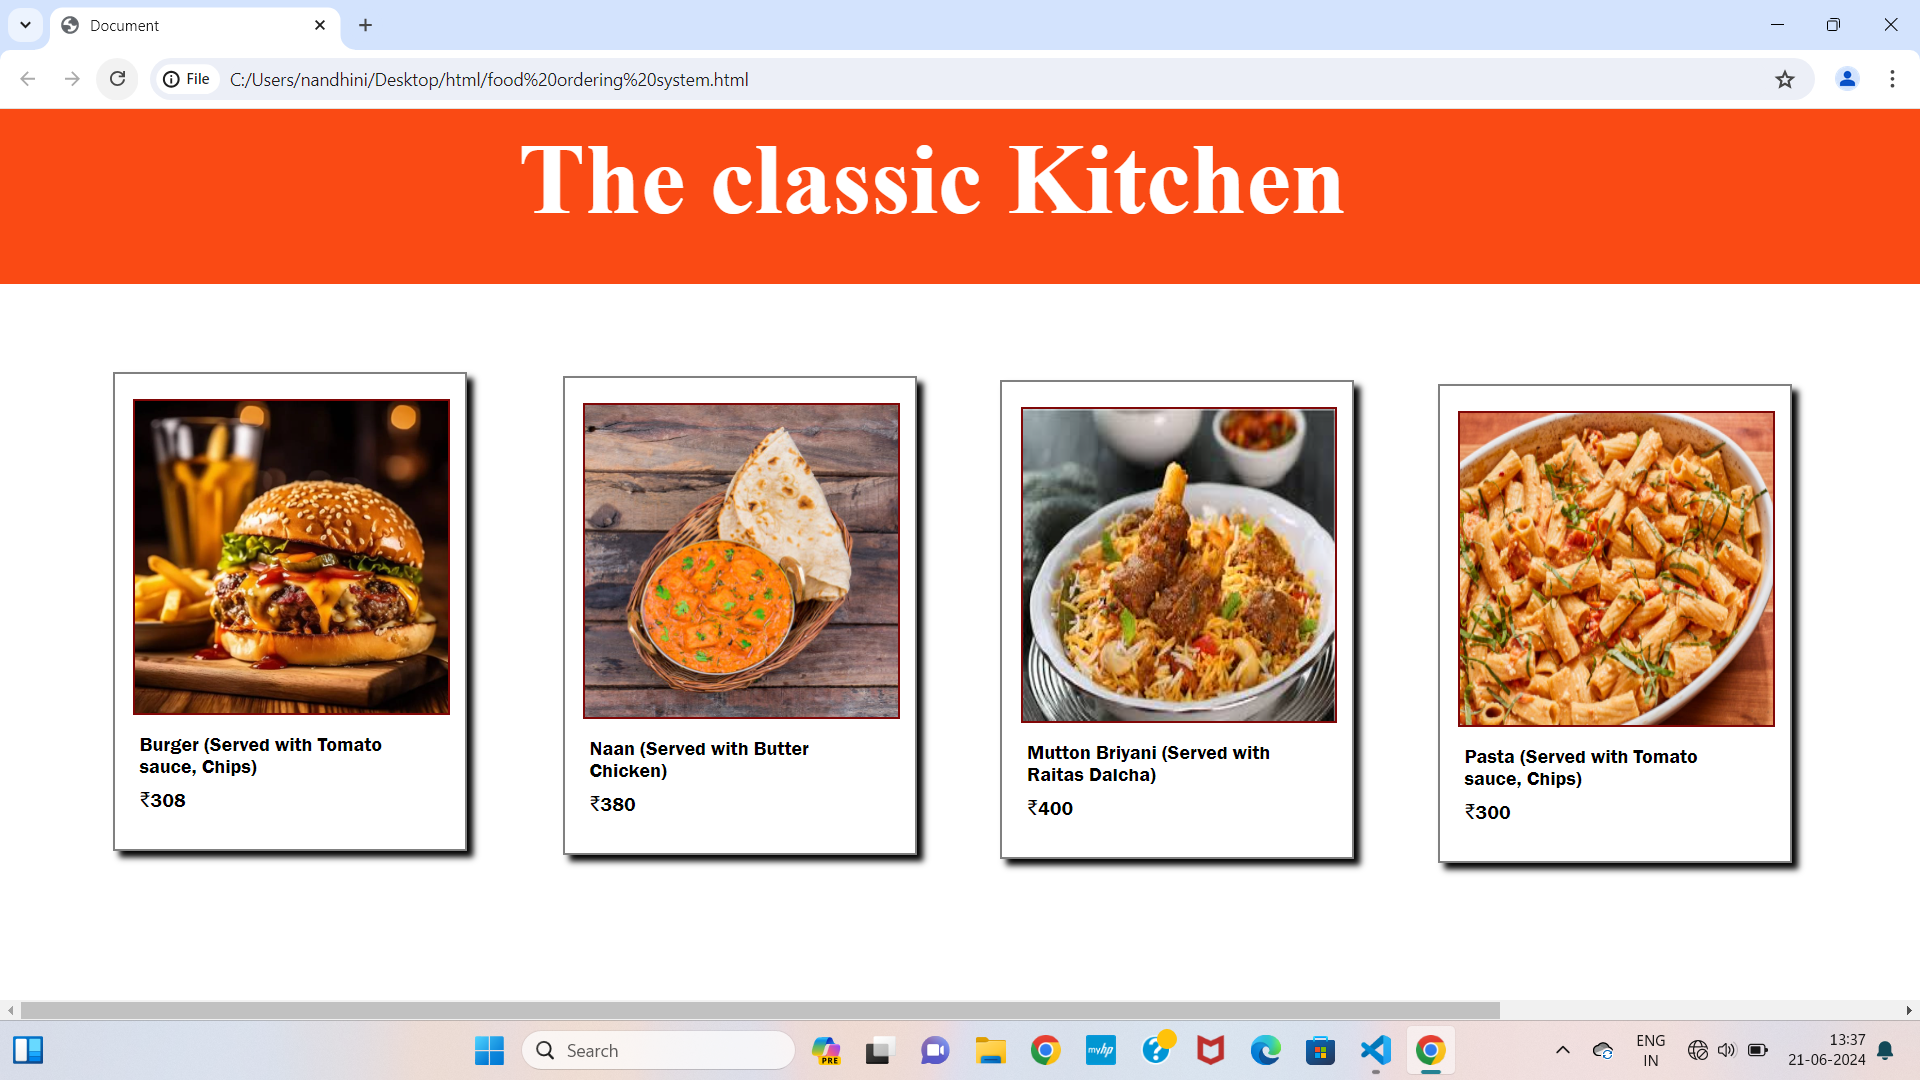 Document
File
C:/Users/nandhini/Desktop/html/food%20ordering%20system.html
The classic Kitchen
Burger (Served with Tomato
sauce, Chips)
₹308
Naan (Served with Butter
Chicken)
₹380
Mutton Briyani (Served with
Raitas Dalcha)
₹400
Pasta (Served with Tomato
sauce, Chips)
₹300
Search
PRE
myhp
ENG
IN
13:37
21-06-2024